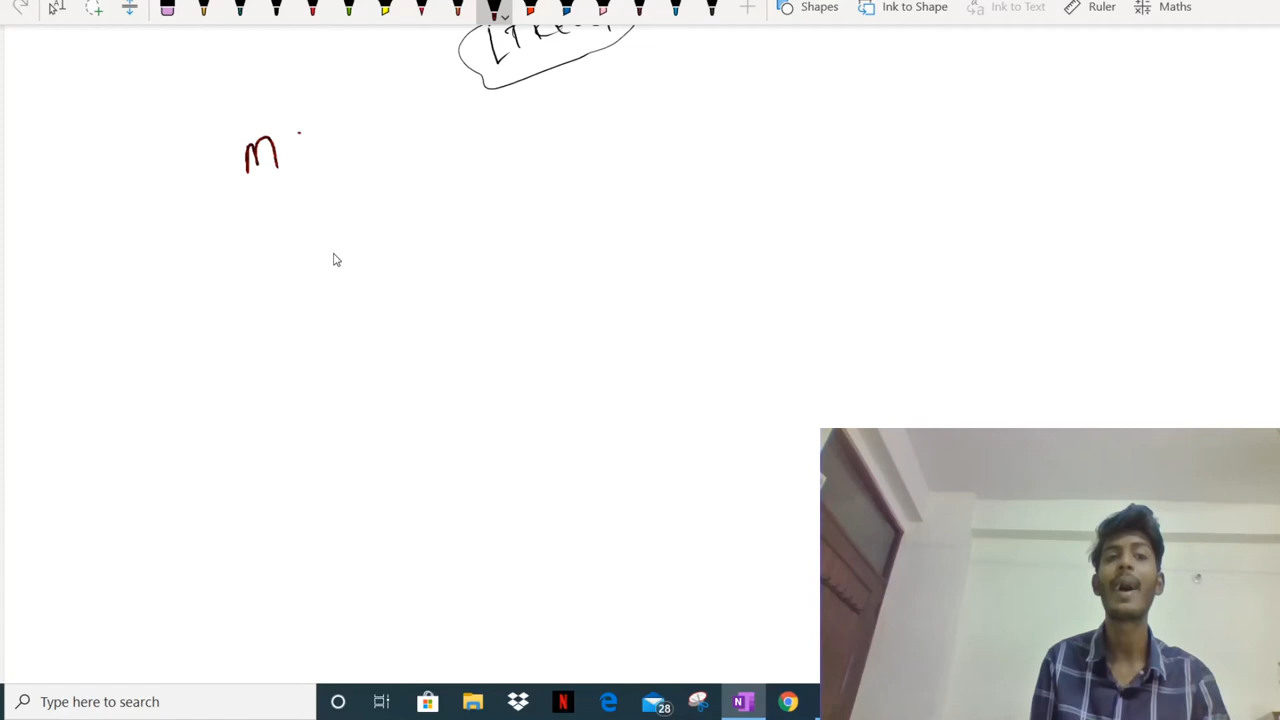 Shapes Ink to Shape Ink to Text Ruler Maths
m
Type here to search
28
N
N